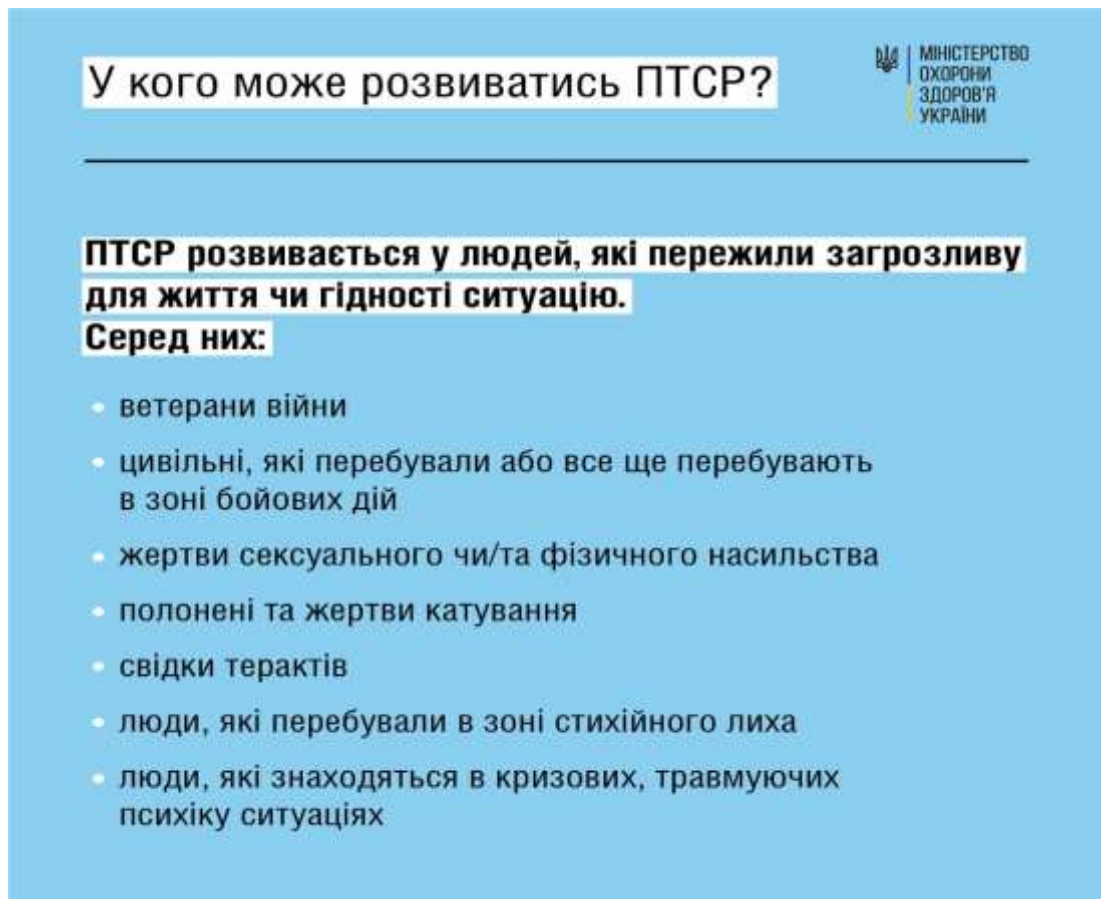 У кого може розвиватись ПТСР?
МІНІСТЕРСТВО
ОХОРОНИ
ЗДОРОВ'Я
УКРАЇНИ
ПТСР розвивається у людей, які пережили загрозливу
для життя чи гідності ситуацію.
Серед них:
• ветерани війни
• цивільні, які перебували або все ще перебувають
в зоні бойових дій
• жертви сексуального чи/та фізичного насильства
• полонені та жертви катування
• свідки терактів
• люди, які перебували в зоні стихійного лиха
• люди, які знаходяться в кризових, травмуючих
психіку ситуаціях